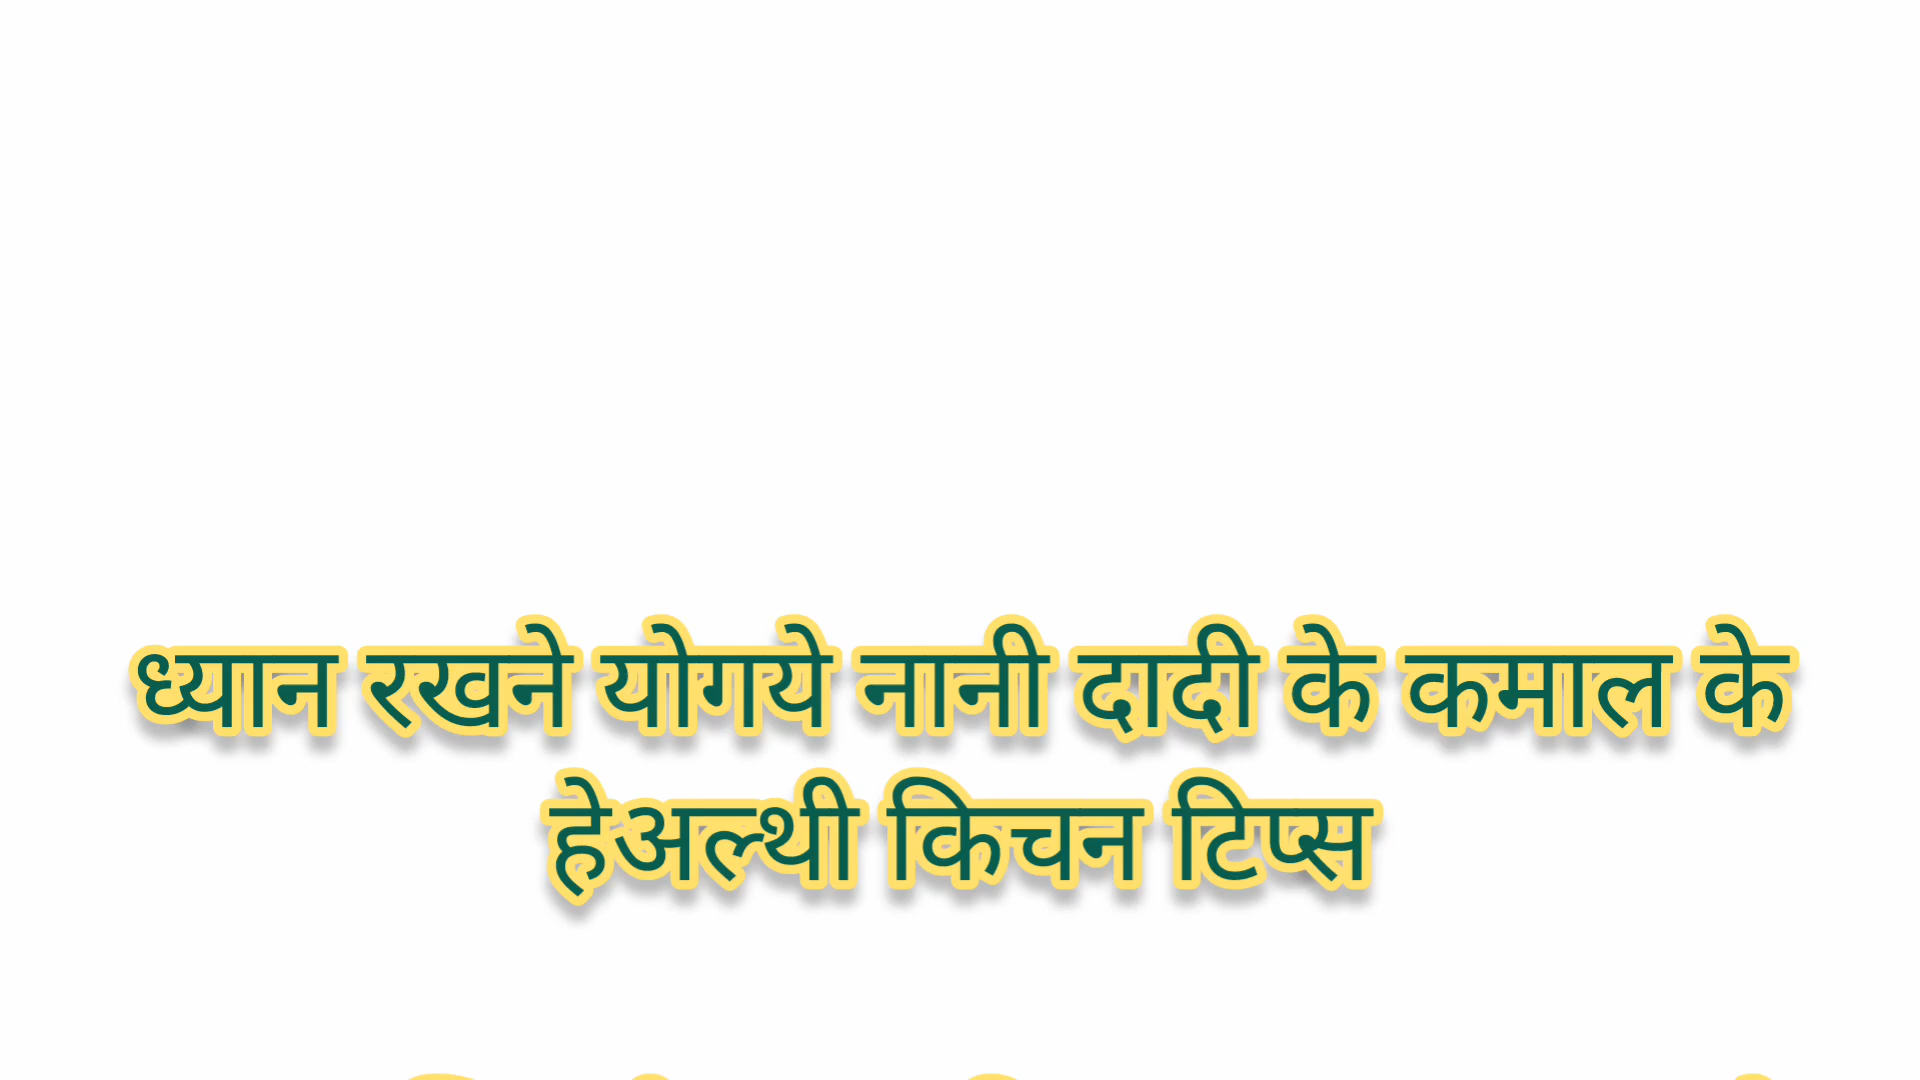 ध्यान रखने योगये नानी दादी के कमाल के
हेअल्थी किचन टिप्स